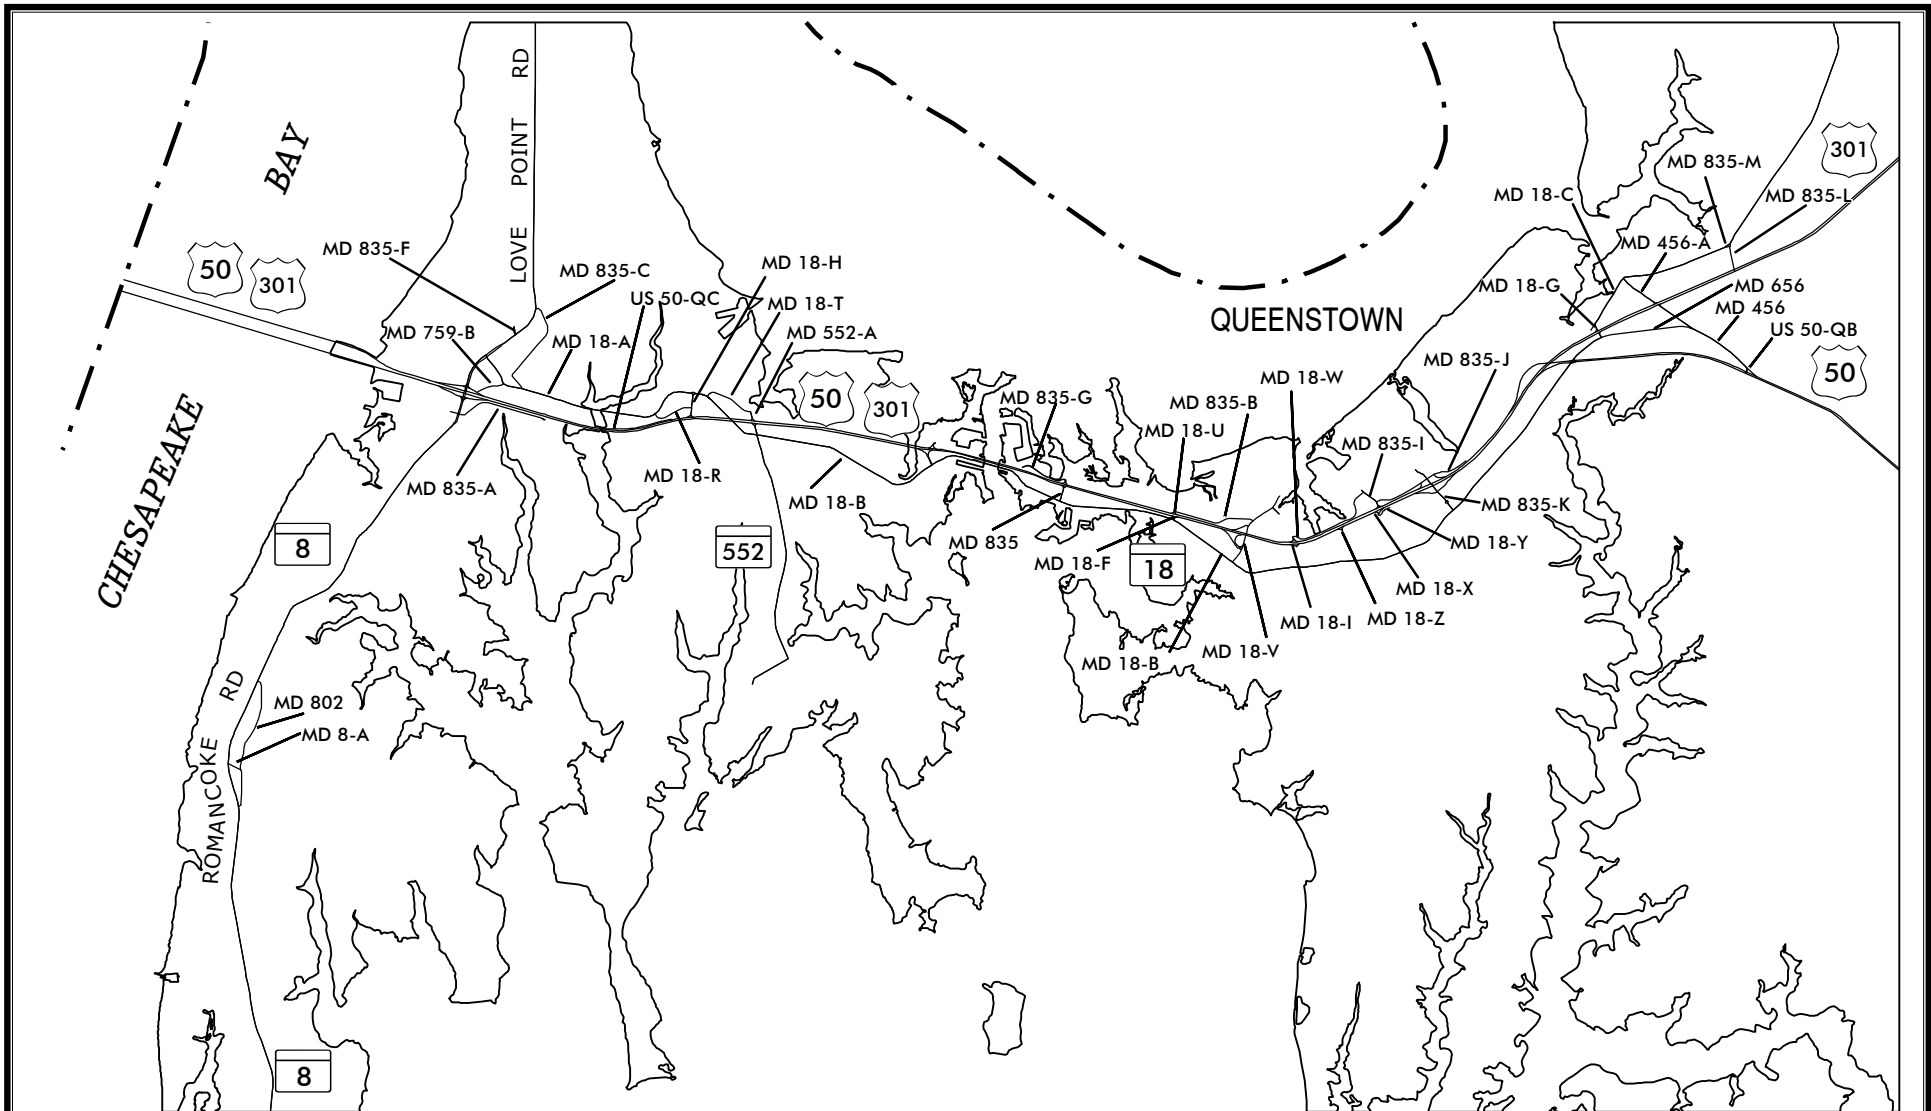 LOVE POINT RD
BAY
301
MD 835-M
MD 18-C
MD 835-L
MD 835-F
50
301
MD 835-C
MD 18-H
MD 456-A
US 50-QC
MD 18-T
MD 18-G
MD 656
MD 456
QUEENSTOWN
US 50-QB
MD 759-B
MD 18-A
MD 552-A
MD 835-J
50
50
301
MD 18-W
MD 835-G
MD 835-B
MD 18-U
MD 835-I
CHESAPEAKE
MD 835-A
MD 18-R
MD 18-B
MD 835-K
MD 835
MD 18-Y
8
552
MD 18-F
18
MD 18-X
MD 18-I
MD 18-Z
MD 18-V
MD 18-B
ROMANCOKE RD
MD 802
MD 8-A
8